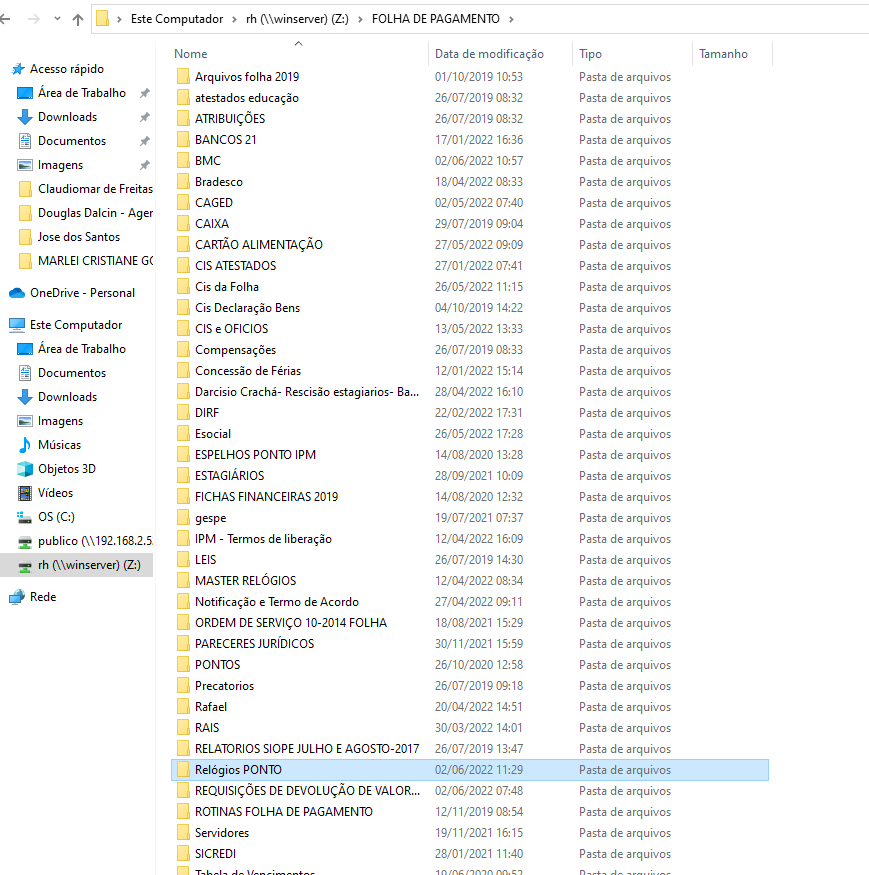 Este Computador > rh (\\winserver) (Z:) > FOLHA DE PAGAMENTO >
Acesso rápido
Área de Trabalho
Downloads
Documentos
Imagens
Claudiomar de Freitas
Douglas Dalcin - Ager
Jose dos Santos
MARLEI CRISTIANE GO
OneDrive - Personal
Este Computador
Área de Trabalho
Documentos
Downloads
Imagens
Músicas
Objetos 3D
Vídeos
OS (C:)
publico (\\192.168.2.5
rh (\\winserver) (Z:)
Rede
Nome Data de modificação Tipo Tamanho
Arquivos folha 2019 01/10/2019 10:53 Pasta de arquivos
atestados educação 26/07/2019 08:32 Pasta de arquivos
ATRIBUIÇÕES 26/07/2019 08:32 Pasta de arquivos
BANCOS 21 17/01/2022 16:36 Pasta de arquivos
BMC 02/06/2022 10:57 Pasta de arquivos
Bradesco 18/04/2022 08:33 Pasta de arquivos
CAGED 02/05/2022 07:40 Pasta de arquivos
CAIXA 29/07/2019 09:04 Pasta de arquivos
CARTÃO ALIMENTAÇÃO 27/05/2022 09:09 Pasta de arquivos
CIS ATESTADOS 27/01/2022 07:41 Pasta de arquivos
Cis da Folha 26/05/2022 11:15 Pasta de arquivos
Cis Declaração Bens 04/10/2019 14:22 Pasta de arquivos
CIS e OFICIOS 13/05/2022 13:33 Pasta de arquivos
Compensações 26/07/2019 08:33 Pasta de arquivos
Concessão de Férias 12/01/2022 15:14 Pasta de arquivos
Darcisio Crachá- Rescisão estagiarios- Ba... 28/04/2022 16:10 Pasta de arquivos
DIRF 22/02/2022 17:31 Pasta de arquivos
Esocial 26/05/2022 17:28 Pasta de arquivos
ESPELHOS PONTO IPM 14/08/2020 13:28 Pasta de arquivos
ESTAGIÁRIOS 28/09/2021 10:09 Pasta de arquivos
FICHAS FINANCEIRAS 2019 14/08/2020 12:32 Pasta de arquivos
gespe 19/07/2021 07:37 Pasta de arquivos
IPM - Termos de liberação 12/04/2022 16:09 Pasta de arquivos
LEIS 26/07/2019 14:30 Pasta de arquivos
MASTER RELÓGIOS 12/04/2022 08:34 Pasta de arquivos
Notificação e Termo de Acordo 27/04/2022 09:11 Pasta de arquivos
ORDEM DE SERVIÇO 10-2014 FOLHA 18/08/2021 15:29 Pasta de arquivos
PARECERES JURÍDICOS 30/11/2021 15:59 Pasta de arquivos
PONTOS 26/10/2020 12:58 Pasta de arquivos
Precatorios 26/07/2019 09:18 Pasta de arquivos
Rafael 20/04/2022 14:51 Pasta de arquivos
RAIS 30/03/2022 14:01 Pasta de arquivos
RELATORIOS SIOPE JULHO E AGOSTO-2017 26/07/2019 13:47 Pasta de arquivos
Relógios PONTO 02/06/2022 11:29 Pasta de arquivos
REQUISIÇÕES DE DEVOLUÇÃO DE VALOR... 02/06/2022 07:48 Pasta de arquivos
ROTINAS FOLHA DE PAGAMENTO 12/11/2019 08:54 Pasta de arquivos
Servidores 19/11/2021 16:15 Pasta de arquivos
SICREDI 28/01/2021 11:40 Pasta de arquivos
Tabela de Vencimentos 19/06/2020 09:52 Pasta de arquivos